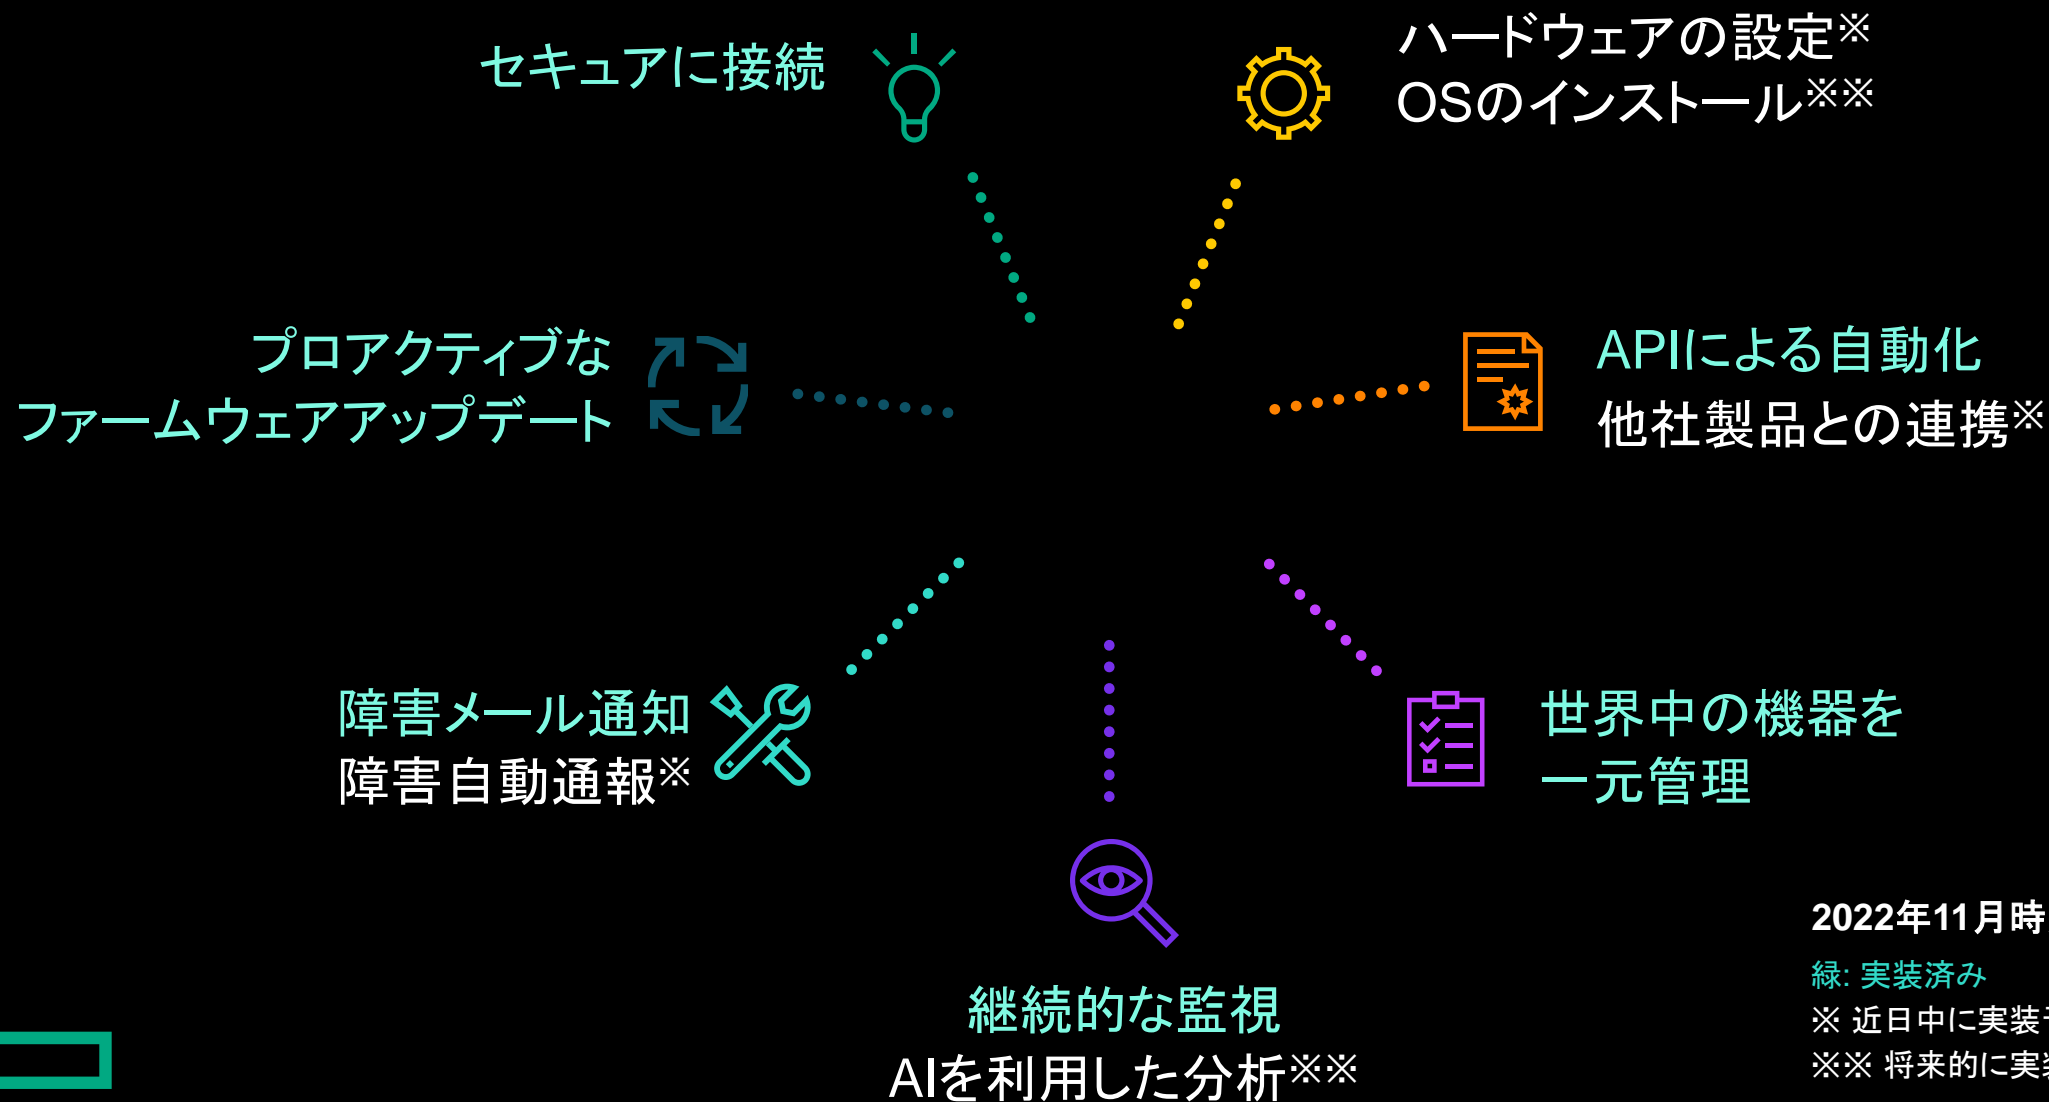 セキュアに接続
ハードウェアの設定※
OSのインストール※※
プロアクティブな
ファームウェアアップデート
APIによる自動化
他社製品との連携※
障害メール通知
障害自動通報※
世界中の機器を
一元管理
継続的な監視
AIを利用した分析※※
2022年11月時
緑: 実装済み
※ 近日中に実装
※※ 将来的に実装